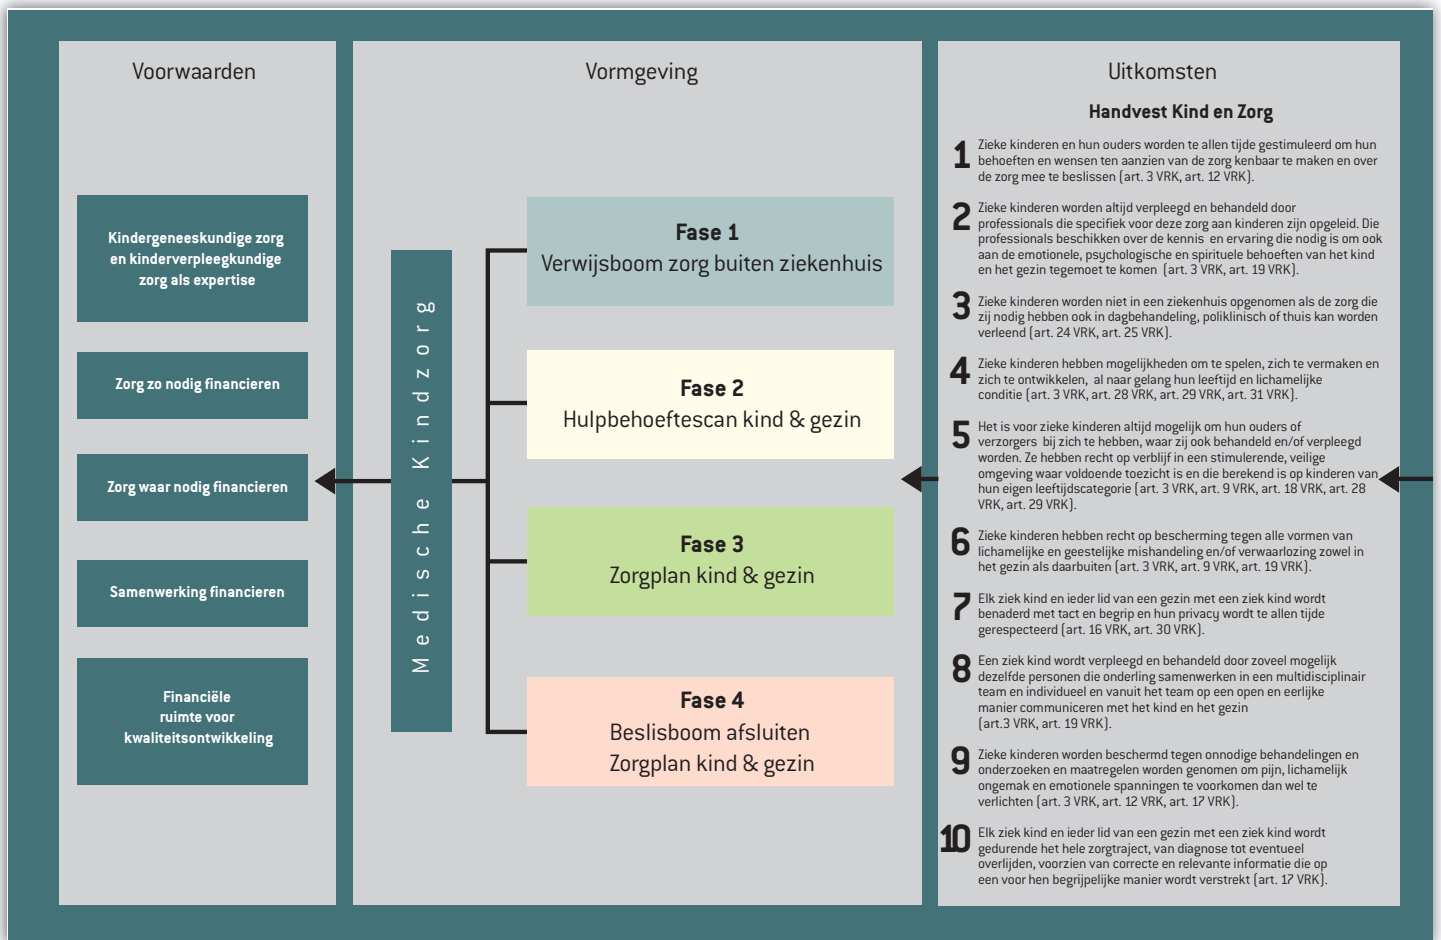 Voorwaarden
Kindergeneeskundige zorg
en kinderverpleegkundige
zorg als expertise
Zorg zo nodig financieren
Zorg waar nodig financieren
Samenwerking financieren
Financiële
ruimte voor
kwaliteitsontwikkeling
Vormgeving
Medische Kindzorg
Fase 1
Verwijsboom zorg buiten ziekenhuis
Fase 2
Hulpbehoeftescan kind & gezin
Fase 3
Zorgplan kind & gezin
Fase 4
Beslisboom afsluiten
Zorgplan kind & gezin
Uitkomsten
Handvest Kind en Zorg
1 Zieke kinderen en hun ouders worden te allen tijde gestimuleerd om hun
behoeften en wensen ten aanzien van de zorg kenbaar te maken en over
de zorg mee te beslissen (art. 3 VRK, art. 12 VRK).
2 Zieke kinderen worden altijd verpleegd en behandeld door
professionals die specifiek voor deze zorg aan kinderen zijn opgeleid. Die
professionals beschikken over de kennis en ervaring die nodig is om ook
aan de emotionele, psychologische en spirituele behoeften van het kind
en het gezin tegemoet te komen (art. 3 VRK, art. 19 VRK).
3 Zieke kinderen worden niet in een ziekenhuis opgenomen als de zorg die
zij nodig hebben ook in dagbehandeling, poliklinisch of thuis kan worden
verleend (art. 24 VRK, art. 25 VRK).
4 Zieke kinderen hebben mogelijkheden om te spelen, zich te vermaken en
zich te ontwikkelen, al naar gelang hun leeftijd en lichamelijke
conditie (art. 3 VRK, art. 28 VRK, art. 29 VRK, art. 31 VRK).
5 Het is voor zieke kinderen altijd mogelijk om hun ouders of
verzorgers bij zich te hebben, waar zij ook behandeld en/of verpleegd
worden. Ze hebben recht op verblijf in een stimulerende, veilige
omgeving waar voldoende toezicht is en die berekend is op kinderen van
hun eigen leeftijdscategorie (art. 3 VRK, art. 9 VRK, art. 18 VRK, art. 28
VRK, art. 29 VRK).
6 Zieke kinderen hebben recht op bescherming tegen alle vormen van
lichamelijke en geestelijke mishandeling en/of verwaarlozing zowel in
het gezin als daarbuiten (art. 3 VRK, art. 9 VRK, art. 19 VRK).
7 Elk ziek kind en ieder lid van een gezin met een ziek kind wordt
benaderd met tact en begrip en hun privacy wordt te allen tijde
gerespecteerd (art. 16 VRK, art. 30 VRK).
8 Een ziek kind wordt verpleegd en behandeld door zoveel mogelijk
dezelfde personen die onderling samenwerken in een multidisciplinair
team en individueel en vanuit het team op een open en eerlijke
manier communiceren met het kind en het gezin
(art.3 VRK, art. 19 VRK).
9 Zieke kinderen worden beschermd tegen onnodige behandelingen en
onderzoeken en maatregelen worden genomen om pijn, lichamelijk
ongemak en emotionele spanningen te voorkomen dan wel te
verlichten (art. 3 VRK, art. 12 VRK, art. 17 VRK).
10 Elk ziek kind en ieder lid van een gezin met een ziek kind wordt
gedurende het hele zorgtraject, van diagnose tot eventueel
overlijden, voorzien van correcte en relevante informatie die op
een voor hen begrijpelijke manier wordt verstrekt (art. 17 VRK).